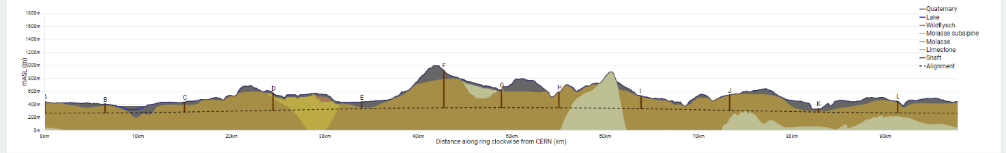 1800m
1600m
1400m
1200m
1000m
800m
600m
400m
200m
0m
mASL (m)
A
B
C
D
E
F
G
H
I
J
K
L
0km
10km
20km
30km
40km
50km
60km
70km
80km
90km
Distance along ring clockwise from CERN (km)
Quaternary
Lake
Wildflysch
Molasse subalpine
Molasse
Limestone
Shaft
Alignment